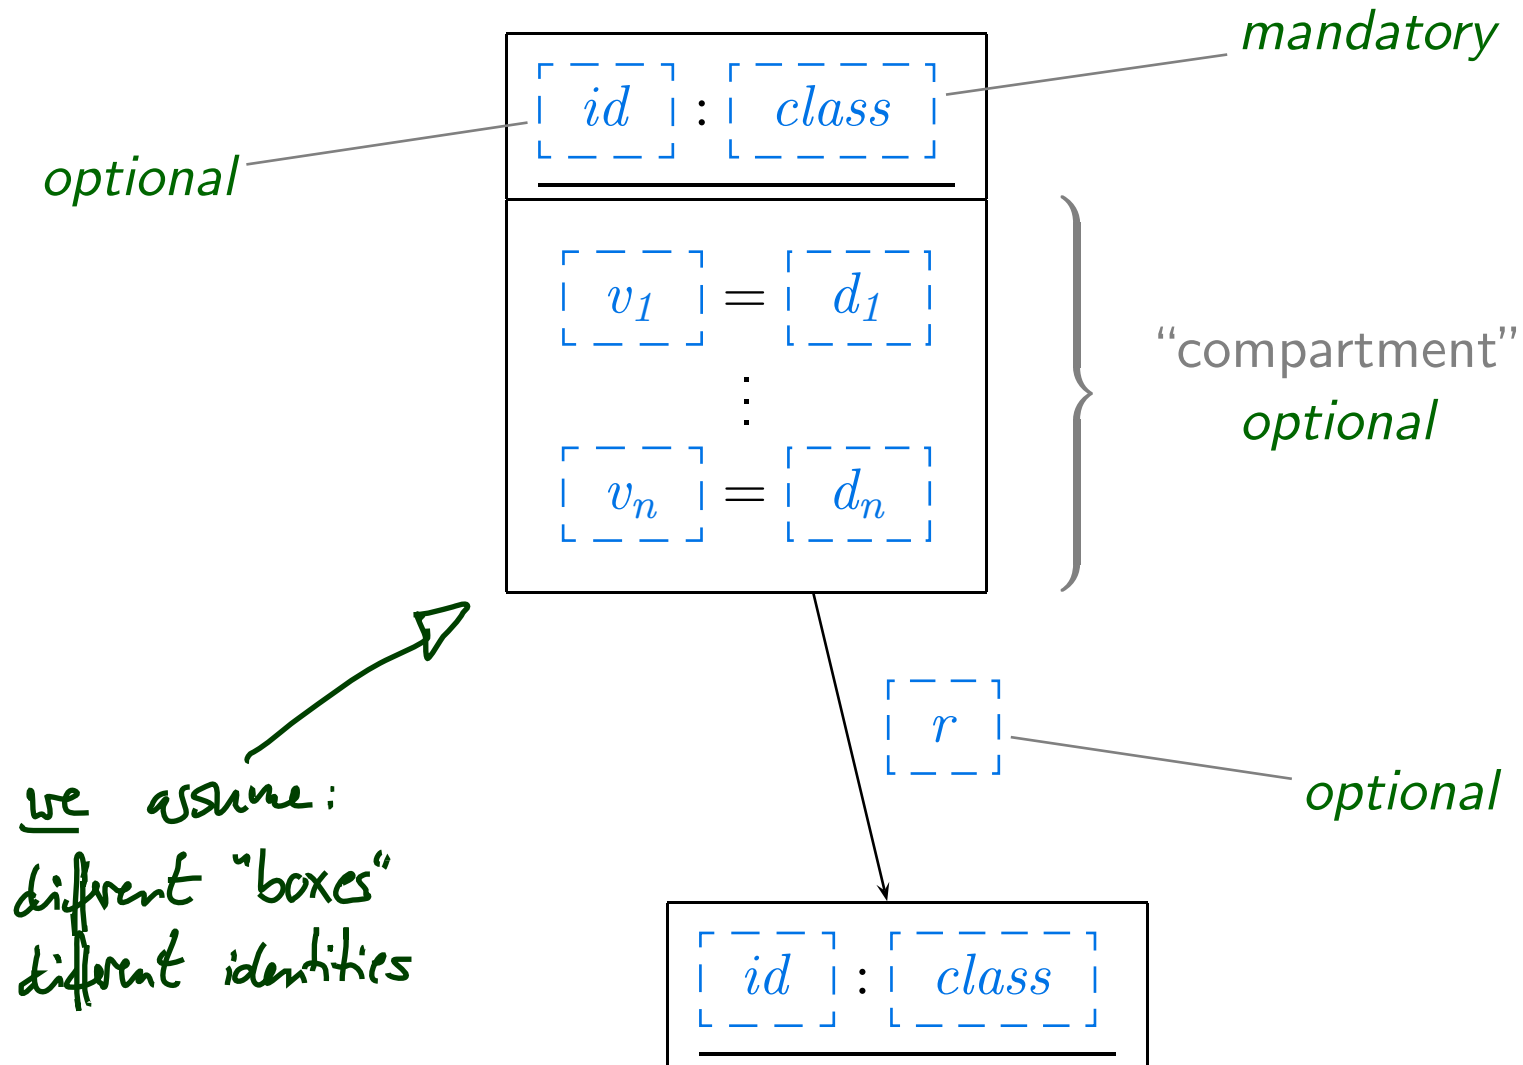 mandatory
id : class
optional
v1 = d1
⋮
“compartment”
optional
vn = dn
r
optional
we assume:
different "boxes"
different identities
id : class